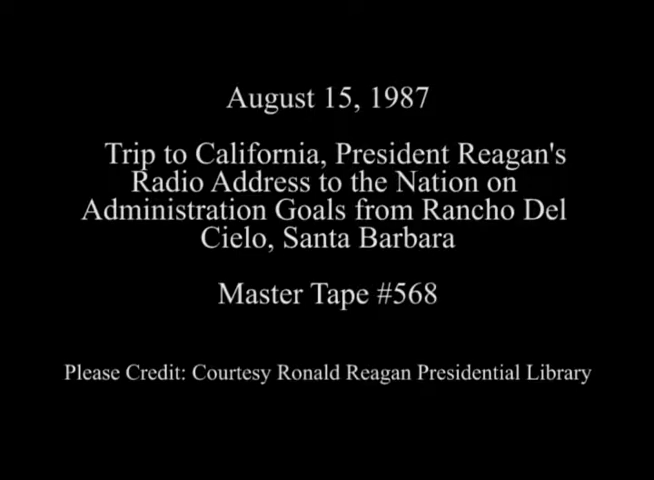 August 15, 1987
Trip to California, President Reagan's
Radio Address to the Nation on
Administration Goals from Rancho Del
Cielo, Santa Barbara
Master Tape #568
Please Credit: Courtesy Ronald Reagan Presidential Library